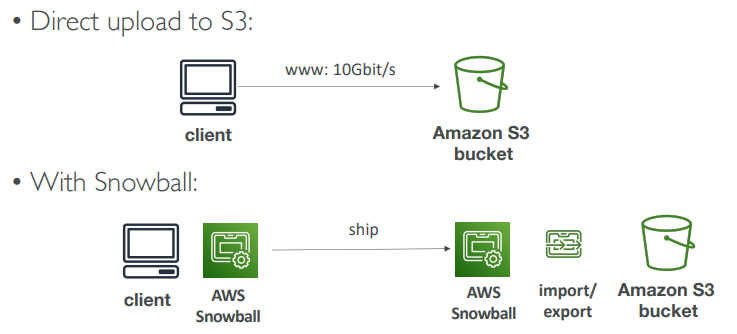 • Direct upload to S3:
www: 10Gbit/s
client
Amazon S3
bucket
• With Snowball:
ship
client
AWS
Snowball
AWS
Snowball
import/
export
Amazon S3
bucket